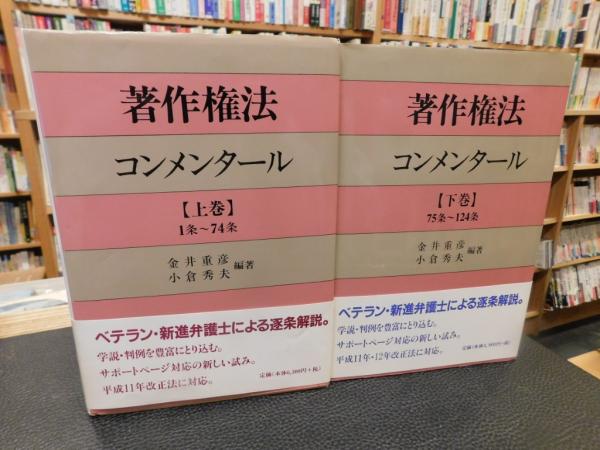 著作権法
コンメンタール
【上巻】
1条～74条
金井重彦
小倉秀夫
編著
ベテラン・新進弁護士による逐条解説。
学説・判例を豊富にとり込む。
サポートページ対応の新しい試み。
平成11年改正法に対応。
著作権法
コンメンタール
【下巻】
75条～124条
金井重彦
小倉秀夫
編著
ベテラン・新進弁護士による逐条解説。
学説・判例を豊富にとり込む。
サポートページ対応の新しい試み。
平成11年・12年改正法に対応。